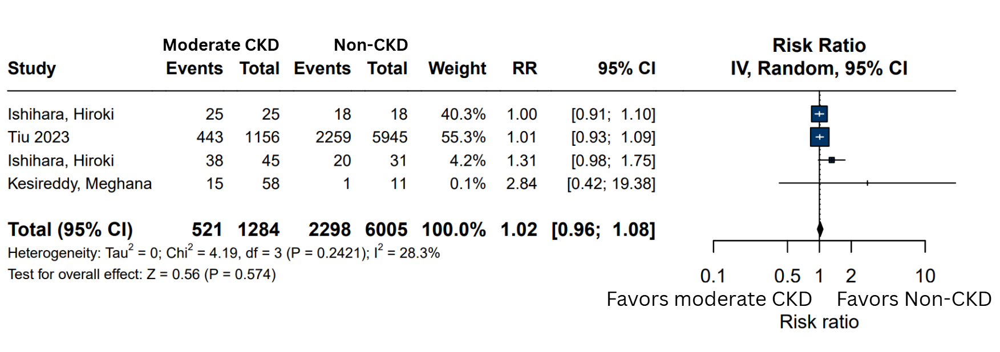 Moderate CKD Non-CKD Risk Ratio
Study Events Total Events Total Weight RR 95% CI IV, Random, 95% CI
Ishihara, Hiroki 25 25 18 18 40.3% 1.00 [0.91; 1.10]
Tiu 2023 443 1156 2259 5945 55.3% 1.01 [0.93; 1.09]
Ishihara, Hiroki 38 45 20 31 4.2% 1.31 [0.98; 1.75]
Kesireddy, Meghana 15 58 1 11 0.1% 2.84 [0.42; 19.38]
Total (95% CI) 521 1284 2298 6005 100.0% 1.02 [0.96; 1.08]
Heterogeneity: Tau² = 0; Chi² = 4.19, df = 3 (P = 0.2421); I² = 28.3%
Test for overall effect: Z = 0.56 (P = 0.574)
0.1 0.5 1 2 10
Favors moderate CKD Favors Non-CKD
Risk ratio